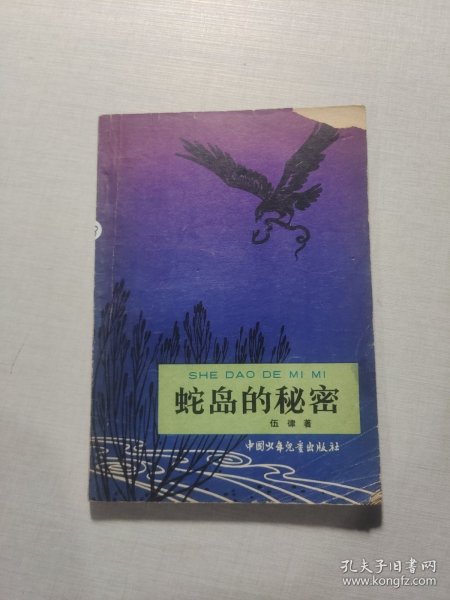 SHE DAO DE MI MI
蛇岛的秘密
伍律著
中国少年儿童出版社
孔夫子旧书网
www.kongfz.com